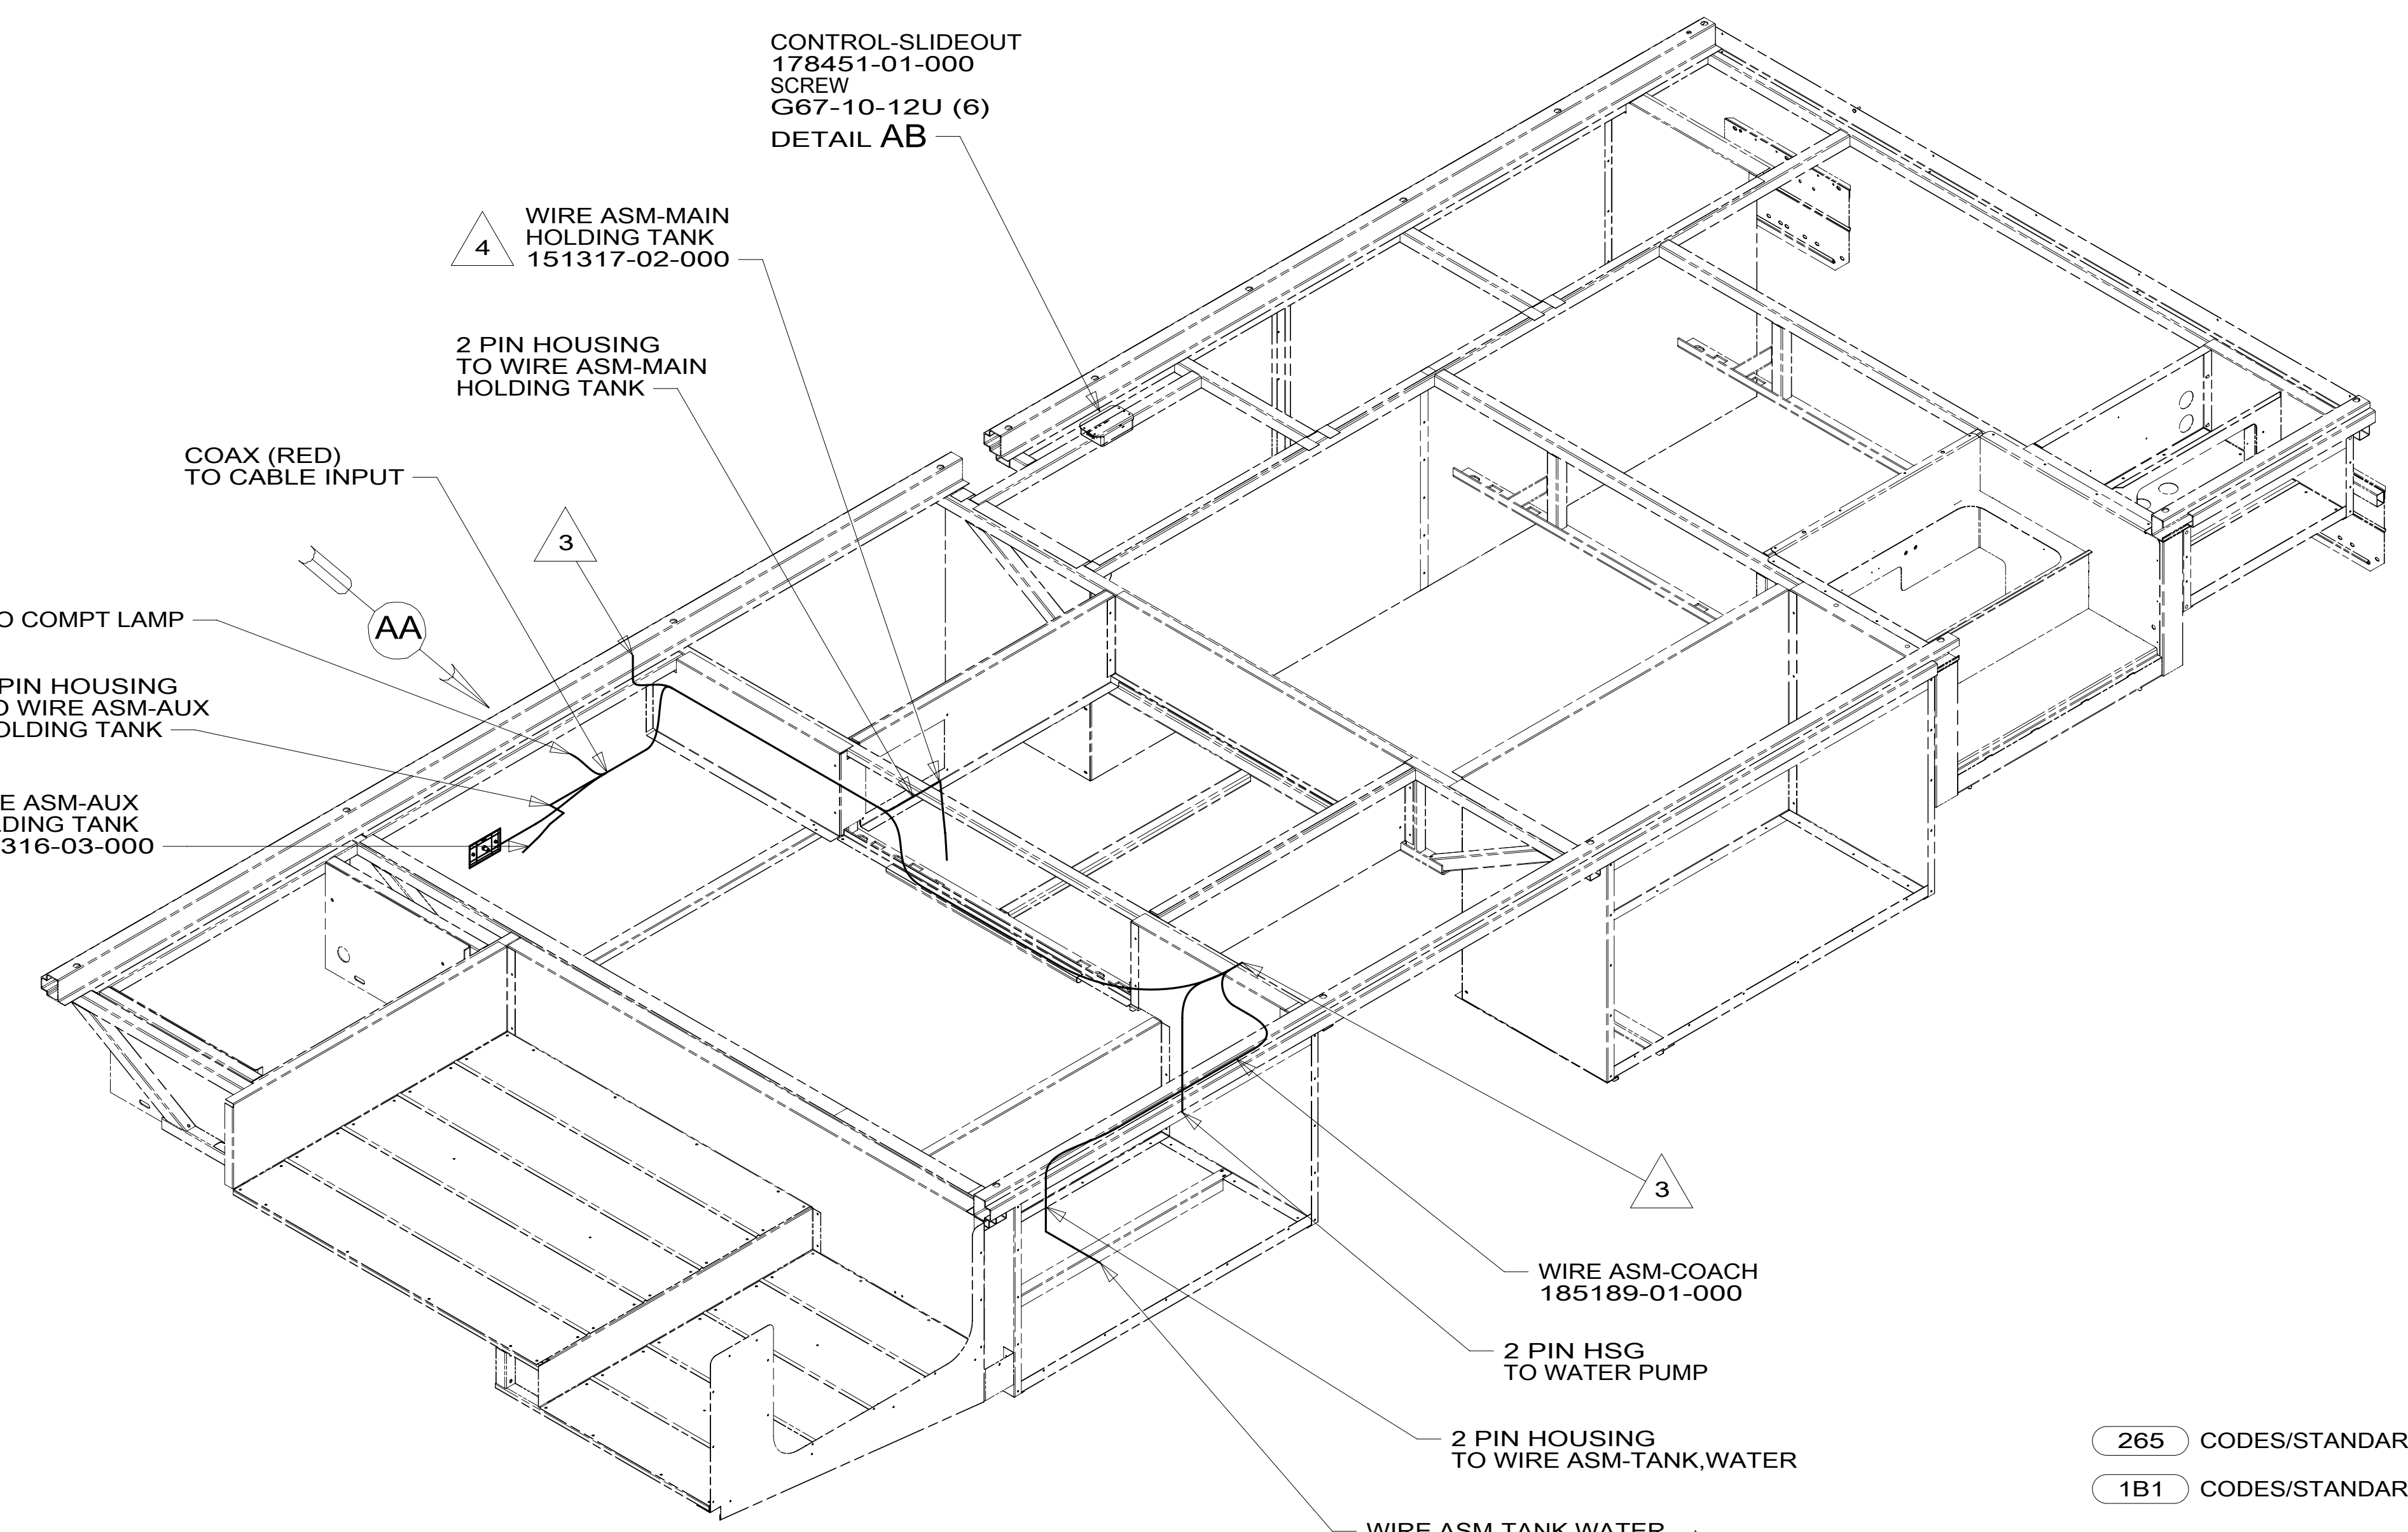 CONTROL-SLIDEOUT
178451-01-000
SCREW
G67-10-12U (6)
DETAIL AB
4
WIRE ASM-MAIN
HOLDING TANK
151317-02-000
2 PIN HOUSING
TO WIRE ASM-MAIN
HOLDING TANK
COAX (RED)
TO CABLE INPUT
3
AA
O COMPT LAMP
PIN HOUSING
O WIRE ASM-AUX
OLDING TANK
E ASM-AUX
DING TANK
316-03-000
3
WIRE ASM-COACH
185189-01-000
2 PIN HSG
TO WATER PUMP
2 PIN HOUSING
TO WIRE ASM-TANK,WATER
WIRE ASM-TANK,WATER
265 CODES/STANDAR
1B1 CODES/STANDAR